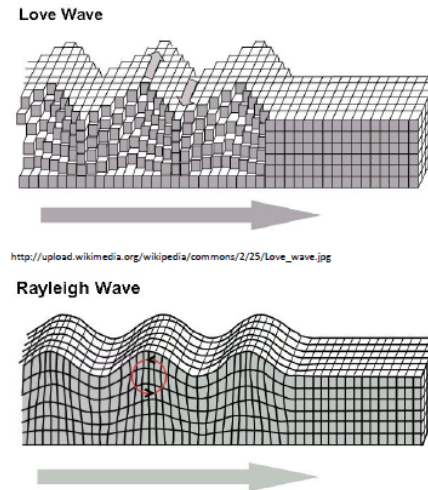 Love Wave
http://upload.wikimedia.org/wikipedia/commons/2/25/Love_wave.jpg
Rayleigh Wave